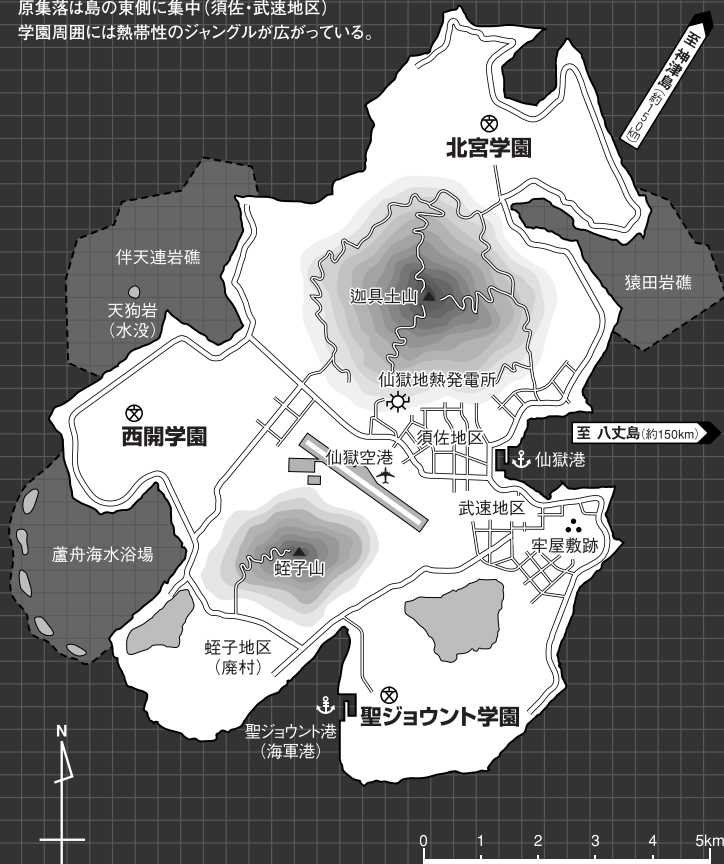 原集落は島の東側に集中(須佐・武速地区)
学園周囲には熱帯性のジャングルが広がっている。
至 神津島(約150km)
北宮学園
伴天連岩礁
天狗岩
(水没)
猿田岩礁
迦具土山
仙獄地熱発電所
西開学園
須佐地区
至 八丈島(約150km)
仙獄空港
仙獄港
武速地区
牢屋敷跡
蘆舟海水浴場
蛭子山
蛭子地区
(廃村)
聖ジョウント学園
聖ジョウント港
(海軍港)
N
0 1 2 3 4 5km